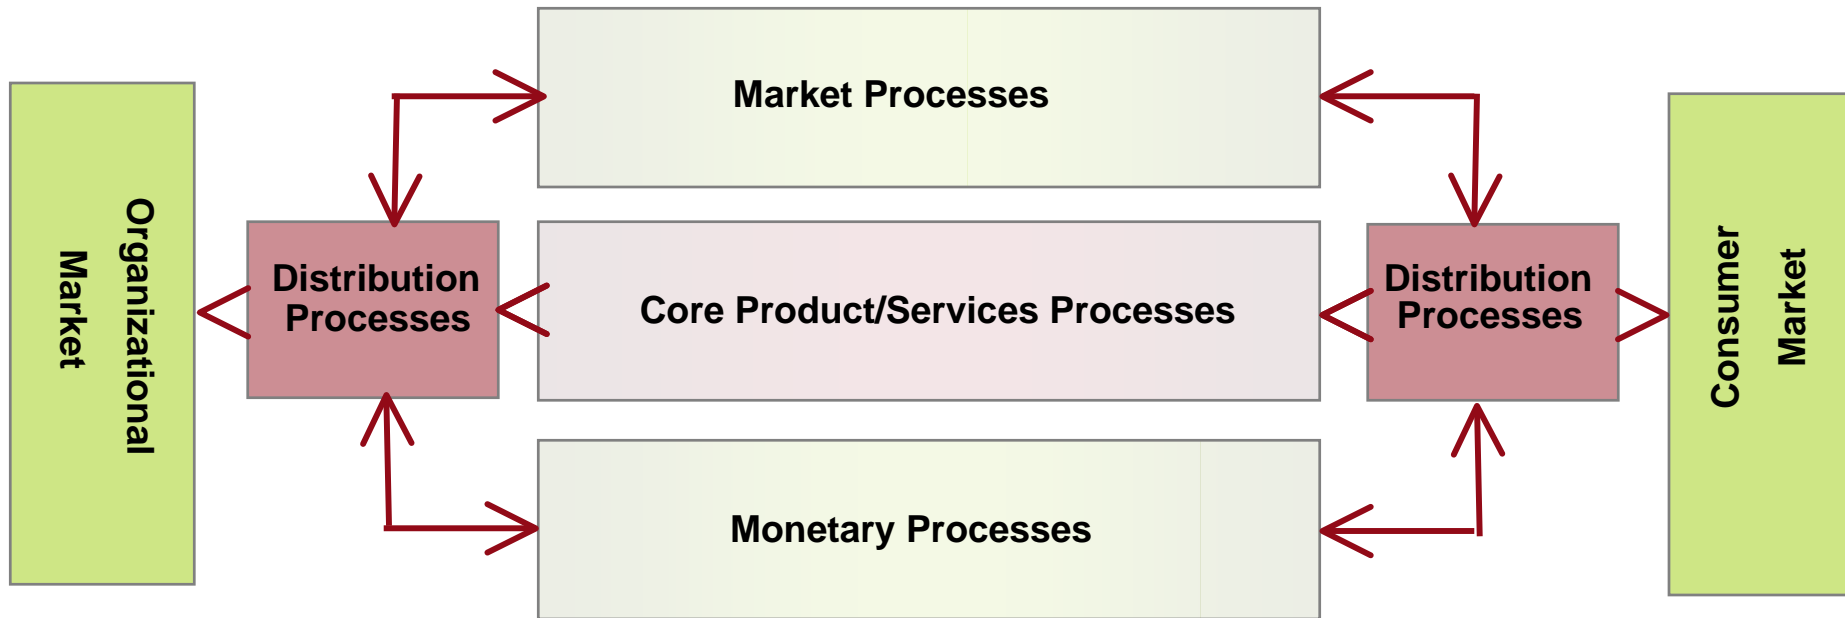 Market Processes
Organizational
Market
Distribution
Processes
Core Product/Services Processes
Distribution
Processes
Consumer
Market
Monetary Processes